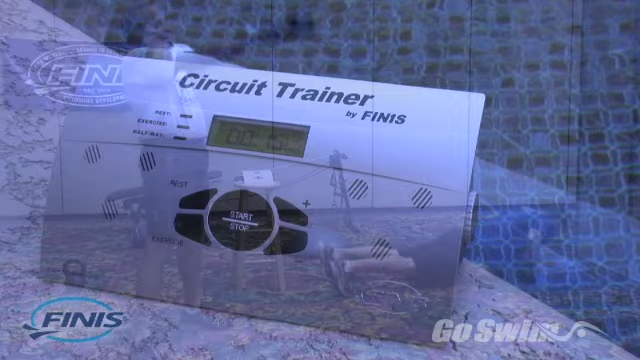 FINIS
Circuit Trainer
by FINIS
REST:
EXERCISE:
HALF-WAY:
REST
+
START
STOP
EXERCISE
FINIS
GoSwim